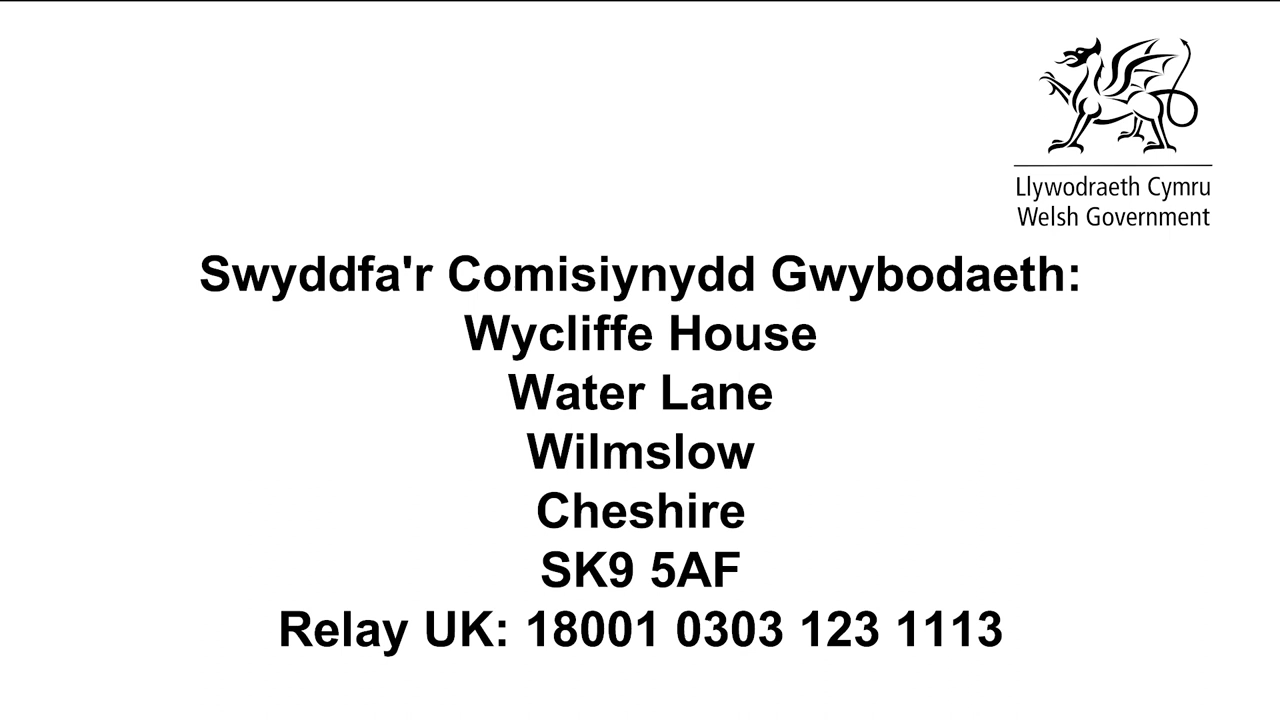 Llywodraeth Cymru
Welsh Government
Swyddfa'r Comisiynydd Gwybodaeth:
Wycliffe House
Water Lane
Wilmslow
Cheshire
SK9 5AF
Relay UK: 18001 0303 123 1113